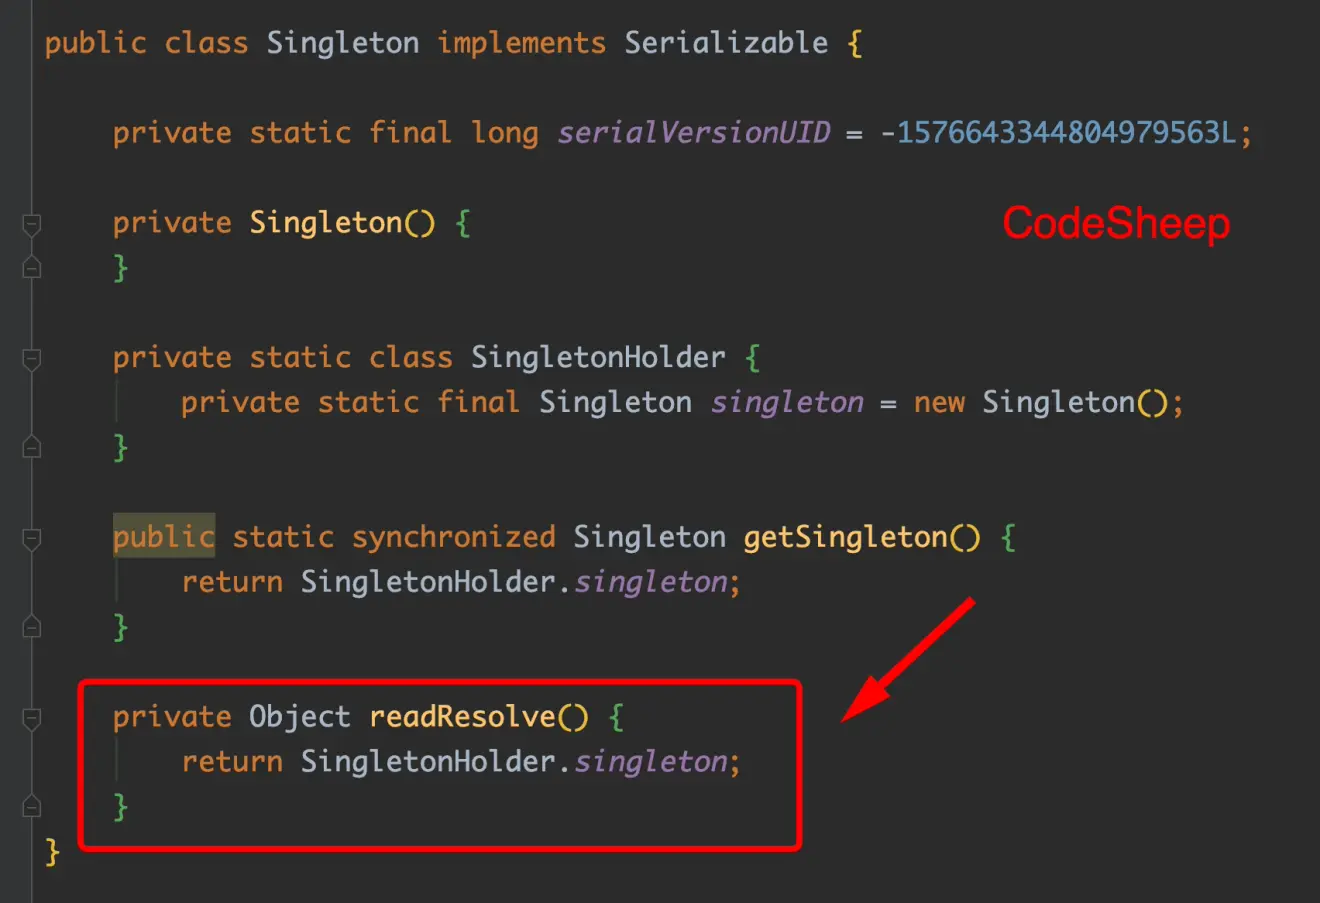 public class Singleton implements Serializable {
private static final long serialVersionUID = -1576643344804979563L;
private Singleton() {
CodeSheep
}
private static class SingletonHolder {
private static final Singleton singleton = new Singleton();
}
public static synchronized Singleton getSingleton() {
return SingletonHolder.singleton;
}
private Object readResolve() {
return SingletonHolder.singleton;
}
}